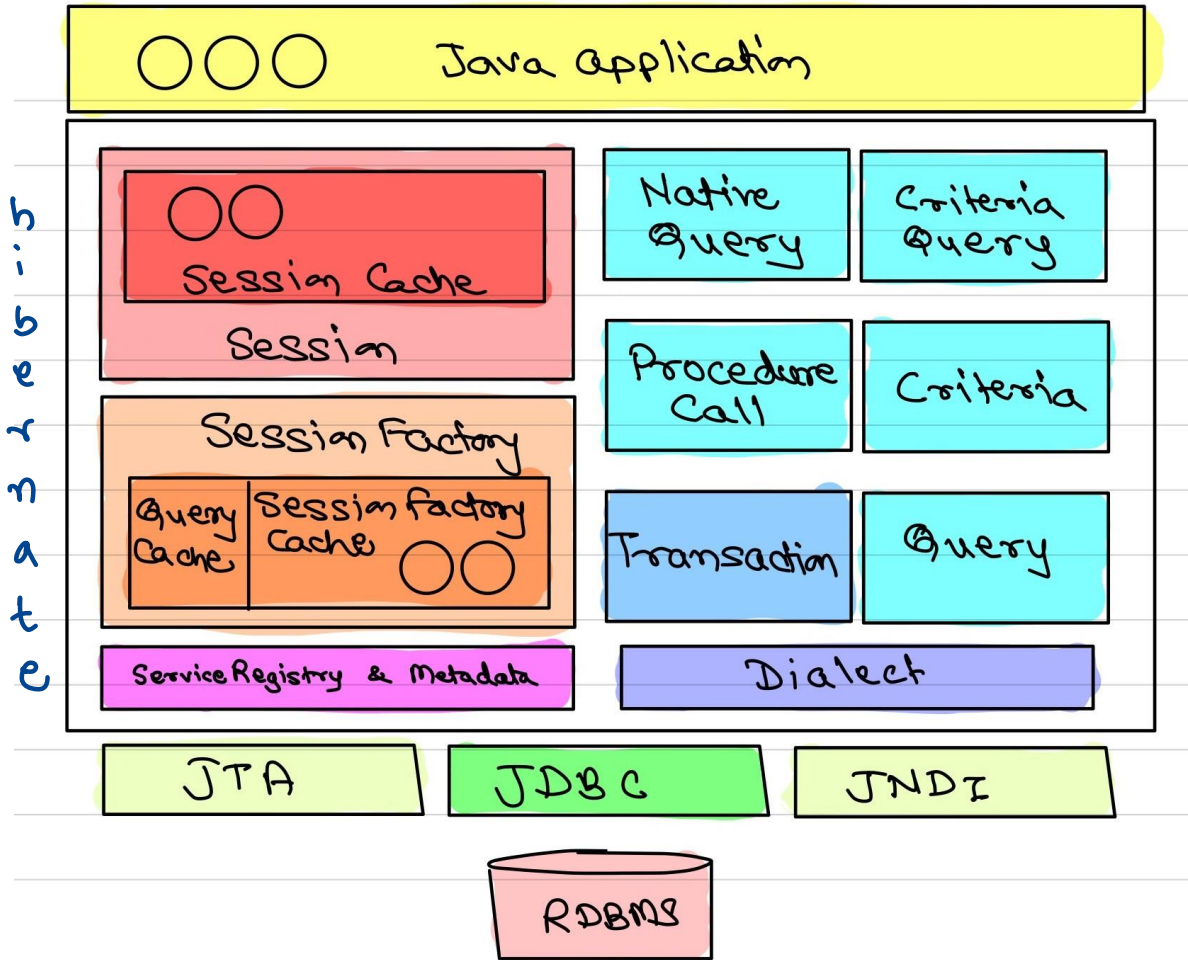 Java application
hibernate
Session Cache
Session
Native
Query
Criteria
Query
Procedure
Call
Criteria
Session Factory
Query
Cache
Session factory
Cache
Transaction
Query
ServiceRegistry & Metadata
Dialect
JTA
JDBC
JNDI
RDBMS